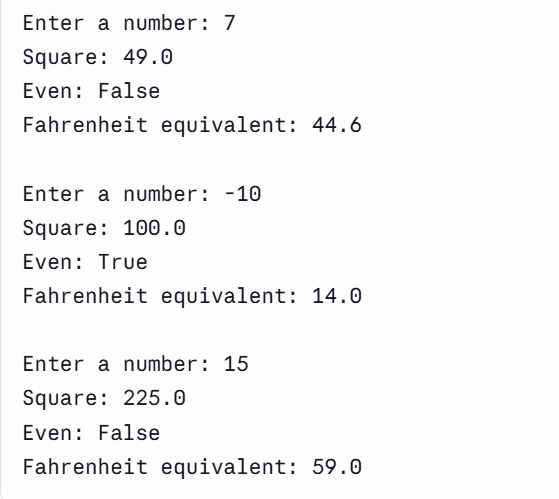 Enter a number: 7
Square: 49.0
Even: False
Fahrenheit equivalent: 44.6
Enter a number: -10
Square: 100.0
Even: True
Fahrenheit equivalent: 14.0
Enter a number: 15
Square: 225.0
Even: False
Fahrenheit equivalent: 59.0